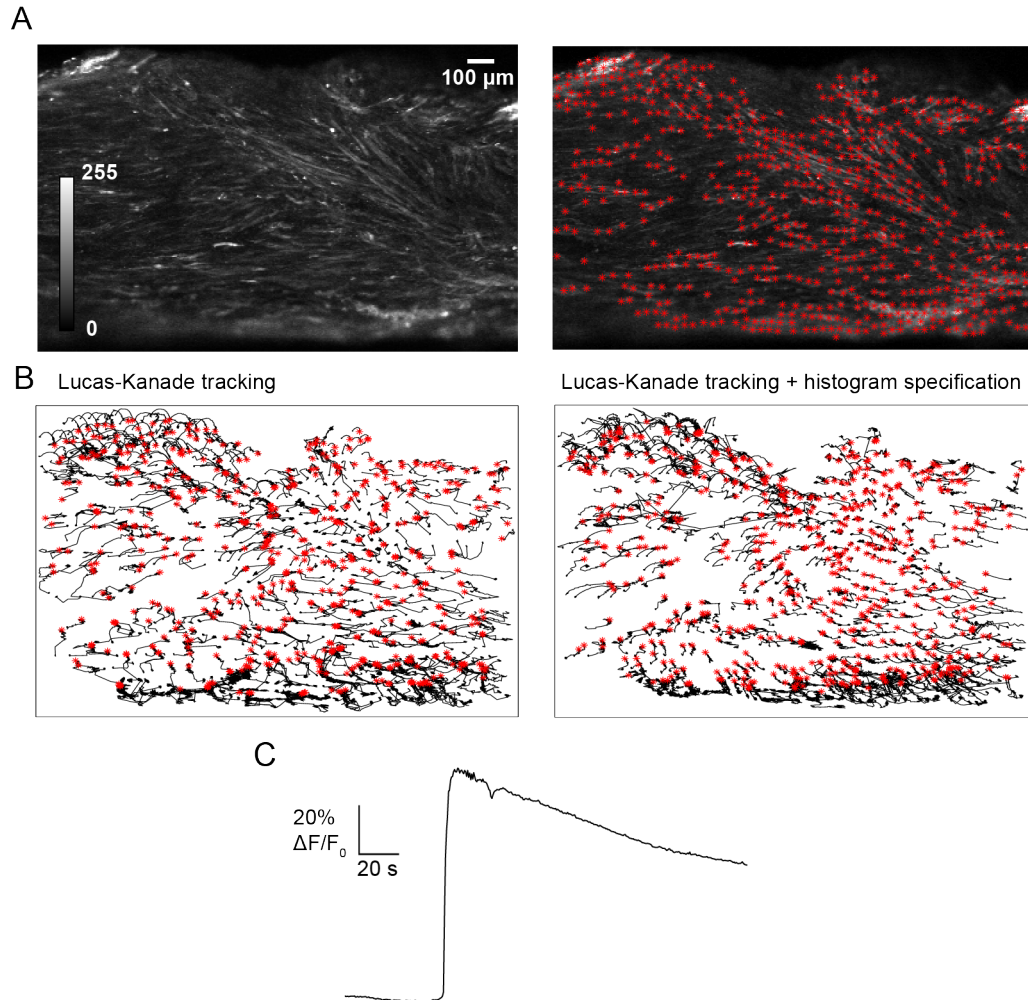 A
100 µm
255
0
B
Lucas-Kanade tracking
Lucas-Kanade tracking + histogram specification
C
20%
ΔF/F₀
20 s